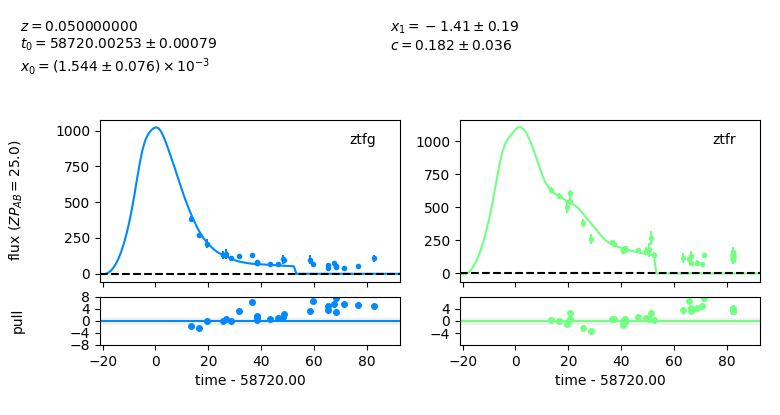 z = 0.050000000
t₀ = 58720.00253 ± 0.00079
x₀ = (1.544 ± 0.076) × 10⁻³
x₁ = −1.41 ± 0.19
c = 0.182 ± 0.036
flux (ZP_AB = 25.0)
1000
750
500
250
0
ztfg
1000
750
500
250
0
ztfr
pull
8
4
0
−4
−8
−20 0 20 40 60 80
time - 58720.00
8
4
0
−4
−20 0 20 40 60 80
time - 58720.00